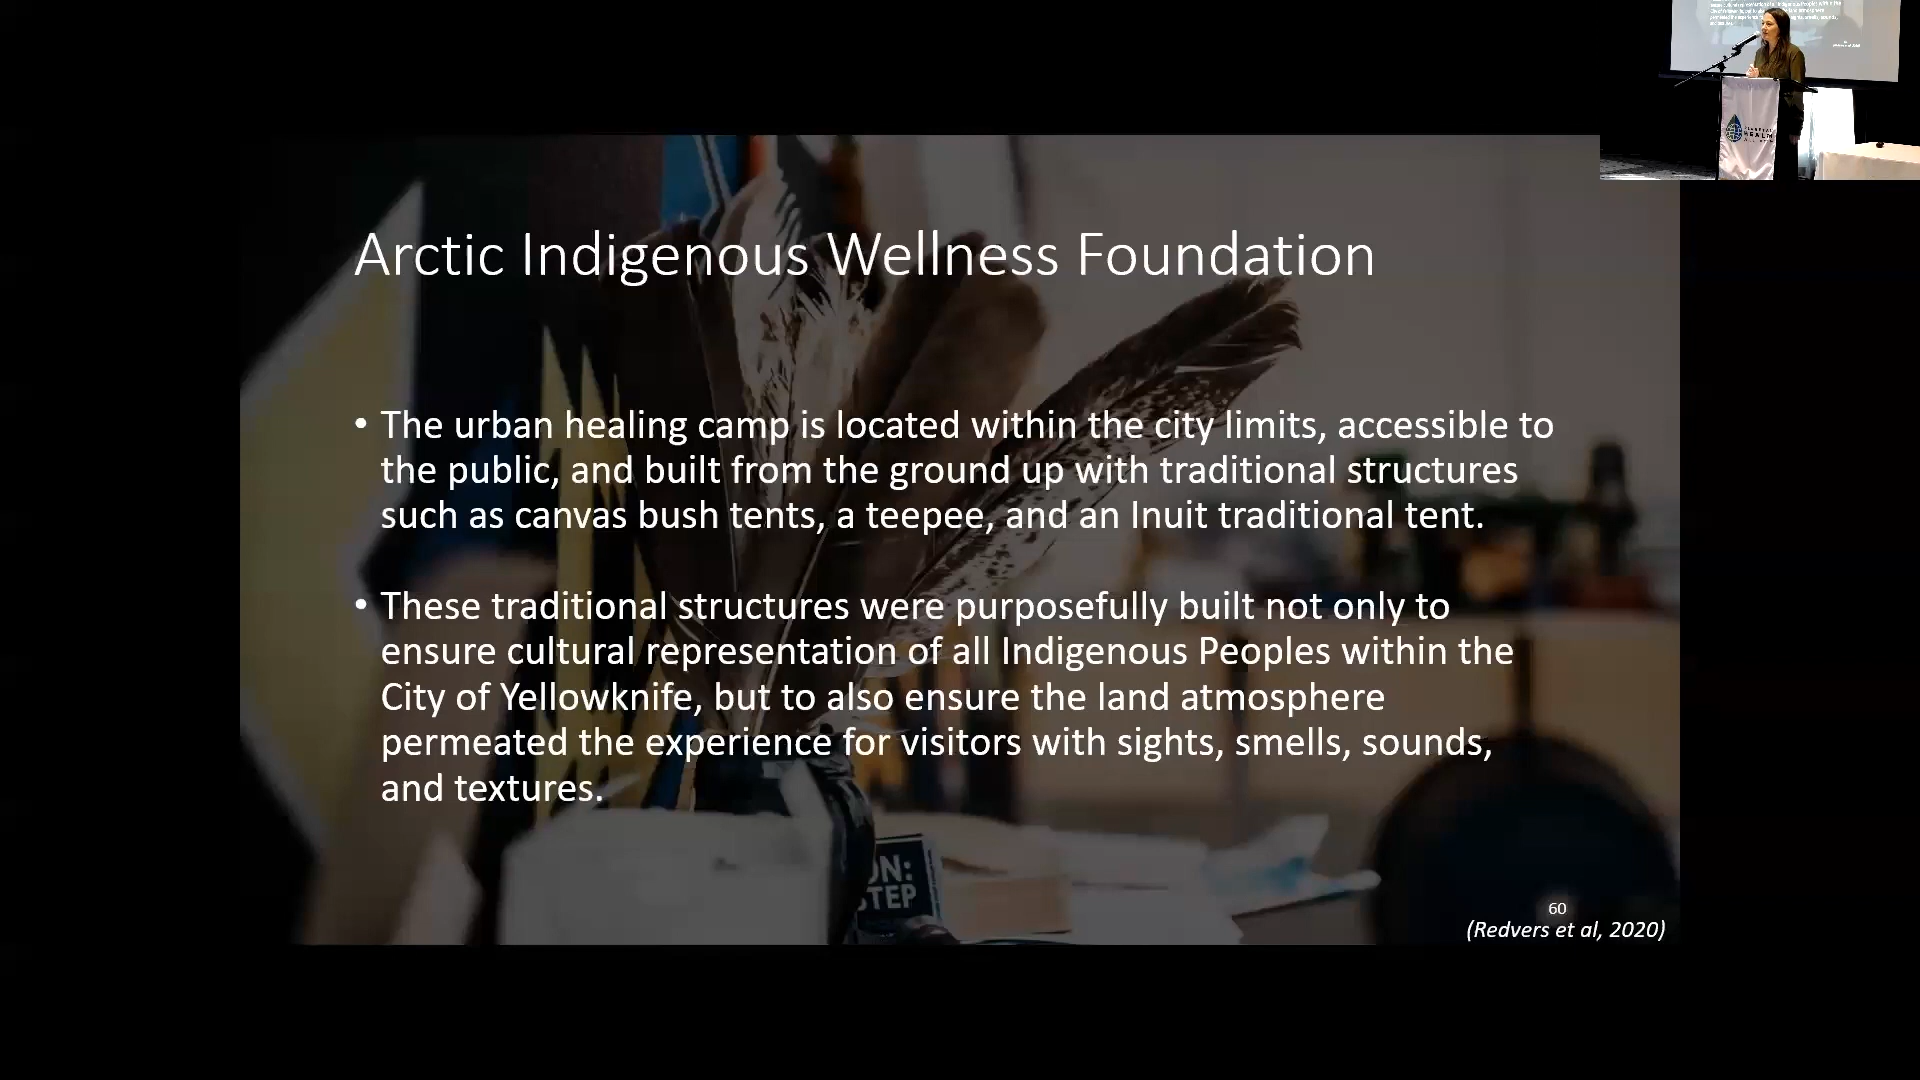 Arctic Indigenous Wellness Foundation
• The urban healing camp is located within the city limits, accessible to
the public, and built from the ground up with traditional structures
such as canvas bush tents, a teepee, and an Inuit traditional tent.
• These traditional structures were purposefully built not only to
ensure cultural representation of all Indigenous Peoples within the
City of Yellowknife, but to also ensure the land atmosphere
permeated the experience for visitors with sights, smells, sounds,
and textures.
ON:
STEP
60
(Redvers et al, 2020)
HEALTH